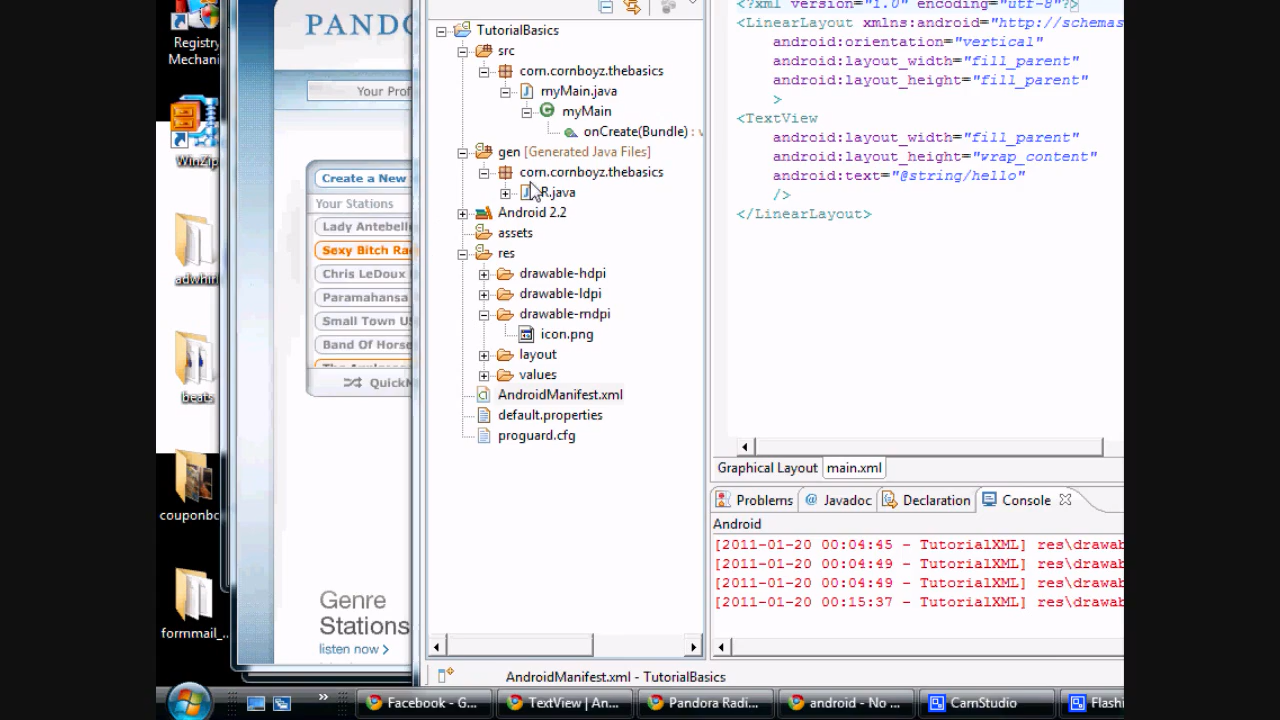 Registry
Mechani
WinZip
adwhirl
beats
couponbc
formmail_...
PANDO
Your Prof
Create a New
Your Stations
Lady Antebell
Sexy Bitch Ra
Chris LeDoux
Paramahansa
Small Town U
Band Of Horse
QuickM
Genre
Stations
listen now >
TutorialBasics
src
com.cornboyz.thebasics
myMain.java
myMain
onCreate(Bundle) : v
gen [Generated Java Files]
com.cornboyz.thebasics
R.java
Android 2.2
assets
res
drawable-hdpi
drawable-ldpi
drawable-mdpi
icon.png
layout
values
AndroidManifest.xml
default.properties
proguard.cfg
<?xml version="1.0" encoding="utf-8"?>
<LinearLayout xmlns:android="http://schemas
android:orientation="vertical"
android:layout_width="fill_parent"
android:layout_height="fill_parent"
>
<TextView
android:layout_width="fill_parent"
android:layout_height="wrap_content"
android:text="@string/hello"
/>
</LinearLayout>
Graphical Layout main.xml
Problems @ Javadoc Declaration Console
Android
[2011-01-20 00:04:45 - TutorialXML] res\drawab
[2011-01-20 00:04:49 - TutorialXML] res\drawab
[2011-01-20 00:04:49 - TutorialXML] res\drawab
[2011-01-20 00:15:37 - TutorialXML] res\drawab
AndroidManifest.xml - TutorialBasics
Facebook - G... TextView | An... Pandora Radi... android - No ... CamStudio Flashi